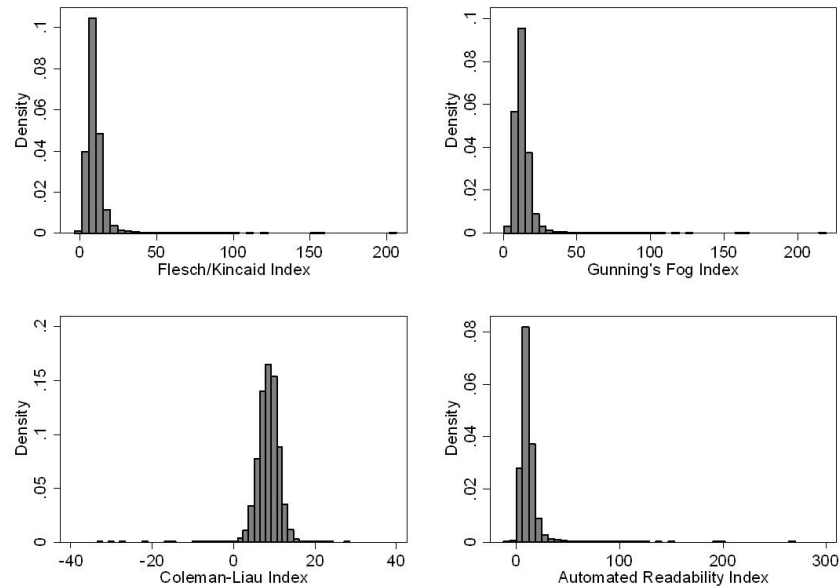 Density
.1
.08
.06
.04
.02
0
0 50 100 150 200
Flesch/Kincaid Index
Density
.1
.08
.06
.04
.02
0
0 50 100 150 200
Gunning's Fog Index
Density
.2
.15
.1
.05
0
-40 -20 0 20 40
Coleman-Liau Index
Density
.08
.06
.04
.02
0
0 100 200 300
Automated Readability Index